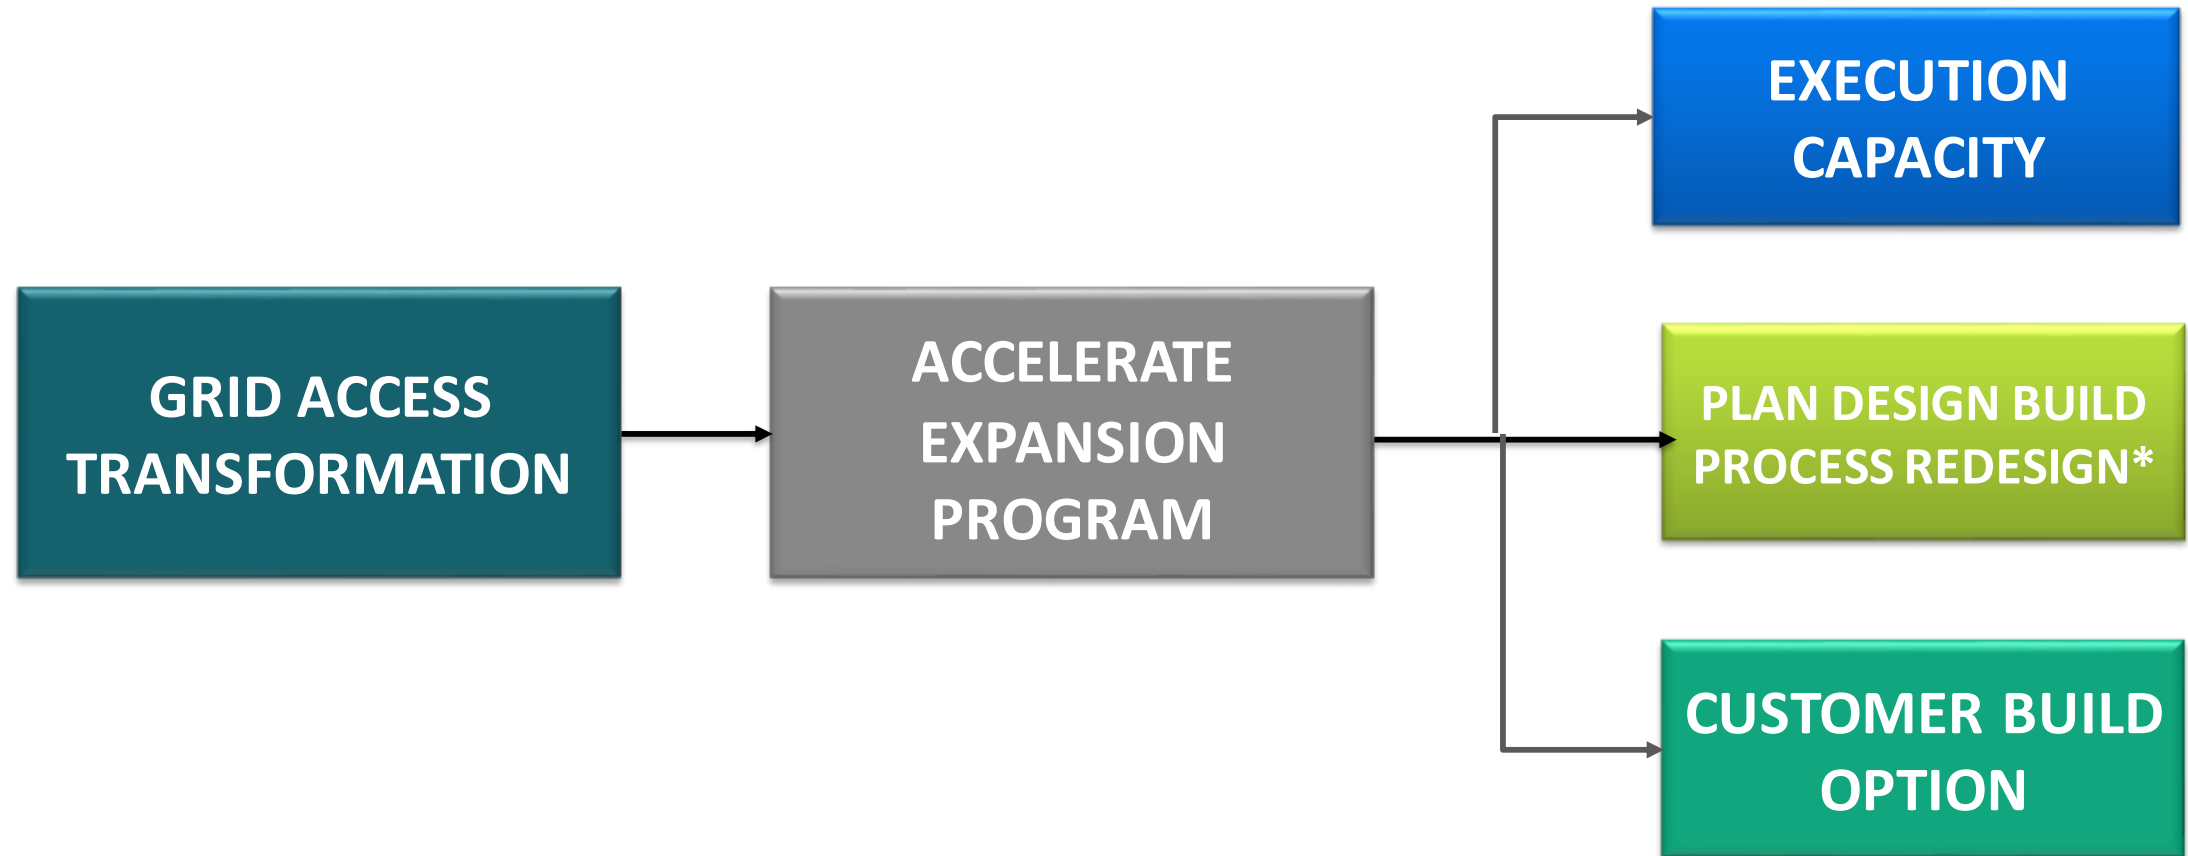 GRID ACCESS
TRANSFORMATION
ACCELERATE
EXPANSION
PROGRAM
EXECUTION
CAPACITY
PLAN DESIGN BUILD
PROCESS REDESIGN*
CUSTOMER BUILD
OPTION